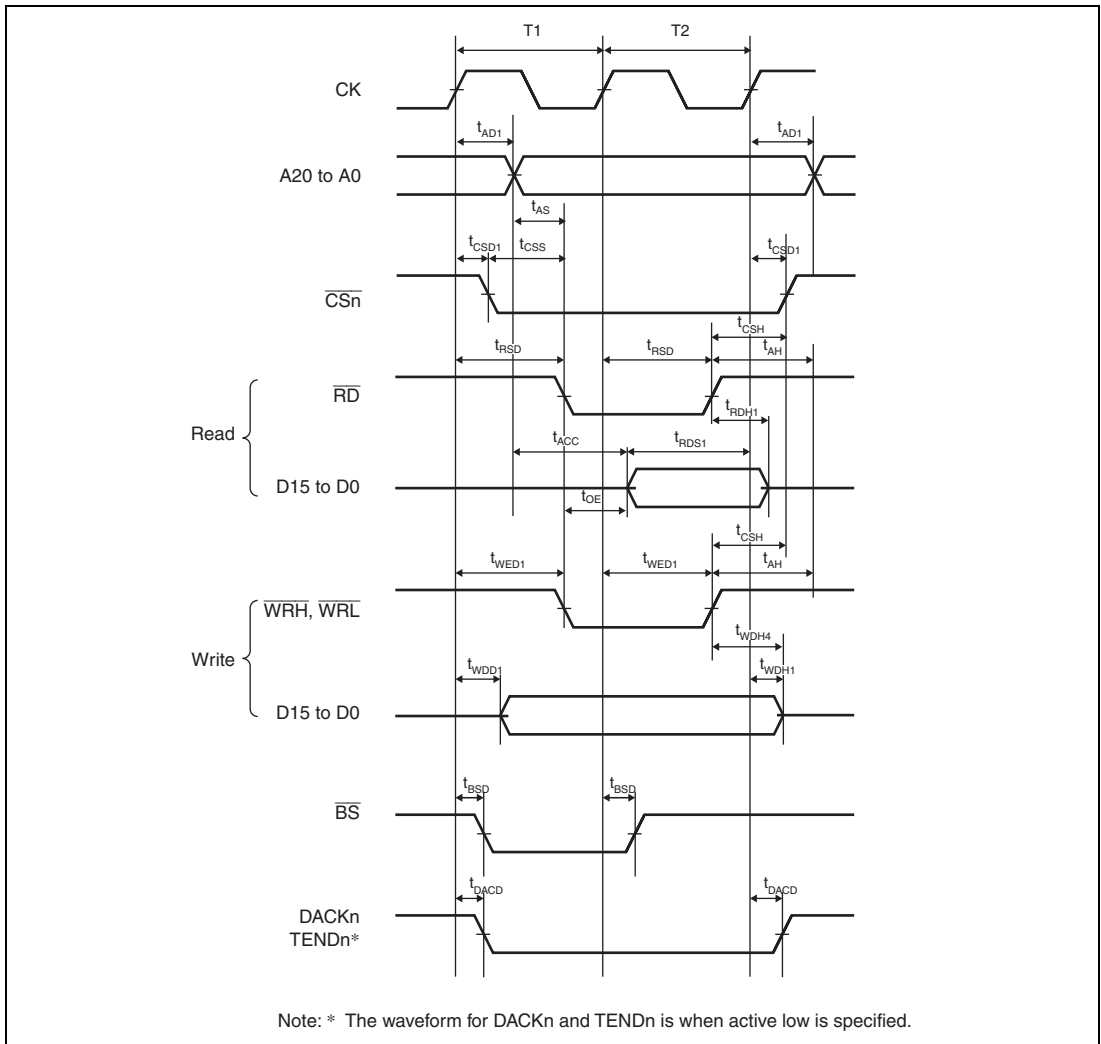 T1 T2
CK
tAD1 tAD1
A20 to A0
tAS
tCSD1 tCSS tCSD1
CSn
tCSH
tRSD tRSD tAH
RD
tRDH1
Read
tACC tRDS1
D15 to D0
tOE
tCSH
tWED1 tWED1 tAH
WRH, WRL
tWDH4
Write
tWDD1 tWDH1
D15 to D0
tBSD tBSD
BS
tDACD tDACD
DACKn
TENDn*
Note: * The waveform for DACKn and TENDn is when active low is specified.